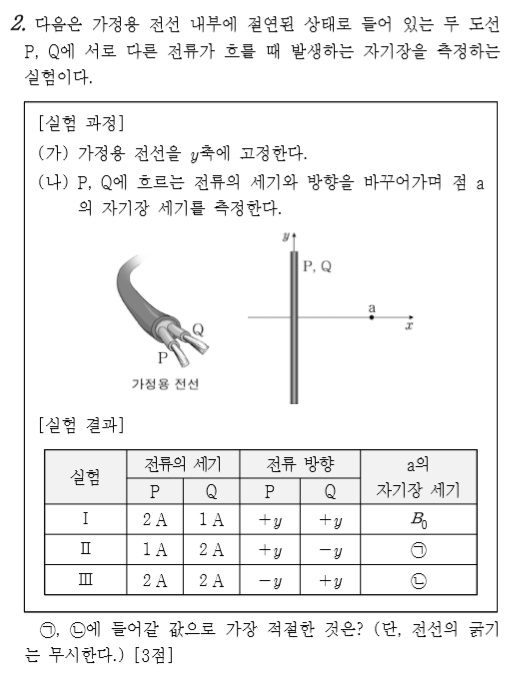 2. 다음은 가정용 전선 내부에 절연된 상태로 들어 있는 두 도선
P, Q에 서로 다른 전류가 흐를 때 발생하는 자기장을 측정하는
실험이다.
[실험 과정]
(가) 가정용 전선을 y축에 고정한다.
(나) P, Q에 흐르는 전류의 세기와 방향을 바꾸어가며 점 a
의 자기장 세기를 측정한다.
y
P, Q
a
x
Q
P
가정용 전선
[실험 결과]
실험 전류의 세기 전류 방향 a의 자기장 세기
P Q P Q
Ⅰ 2 A 1 A +y +y B₀
Ⅱ 1 A 2 A +y -y ㉠
Ⅲ 2 A 2 A -y +y ㉡
㉠, ㉡에 들어갈 값으로 가장 적절한 것은? (단, 전선의 굵기
는 무시한다.) [3점]